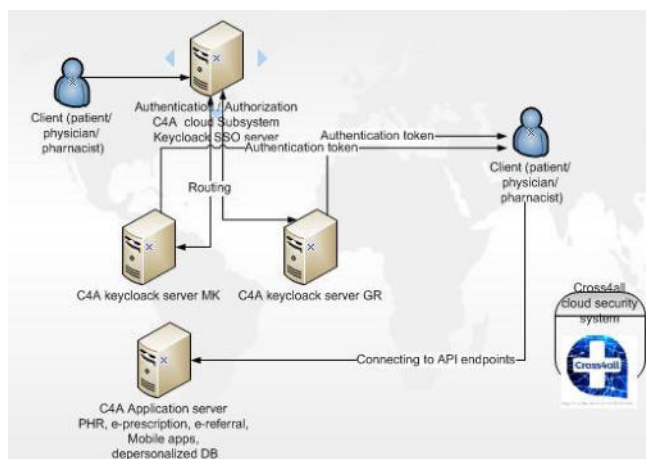 Client (patient/
physician/
pharnacist)
Authentication / Authorization
C4A cloud Subsystem
Keycloack SSO server
Authentication token
Authentication token
Client (patient/
physician/
pharnacist)
Routing
C4A keycloack server MK
C4A keycloack server GR
Cross4all
cloud security
system
Cross4all
Connecting to API endpoints
C4A Application server
PHR, e-prescription, e-referral,
Mobile apps,
depersonalized DB